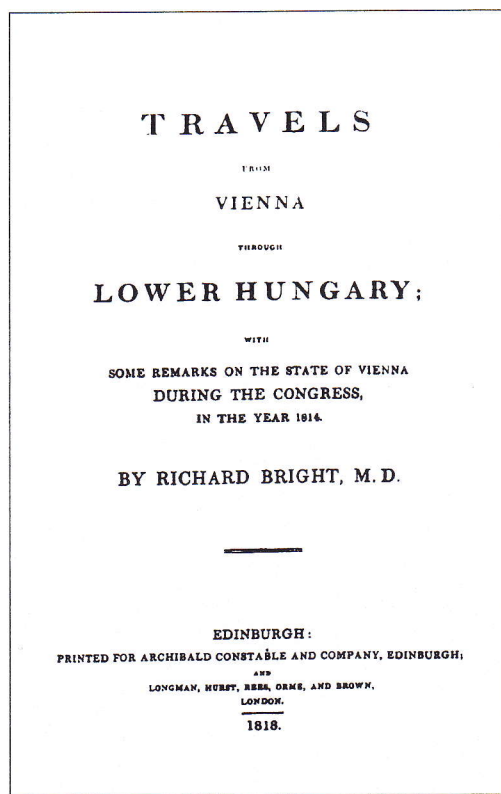 TRAVELS
FROM
VIENNA
THROUGH
LOWER HUNGARY;
WITH
SOME REMARKS ON THE STATE OF VIENNA
DURING THE CONGRESS,
IN THE YEAR 1814.
BY RICHARD BRIGHT, M. D.
EDINBURGH:
PRINTED FOR ARCHIBALD CONSTABLE AND COMPANY, EDINBURGH;
AND
LONGMAN, HURST, REES, ORME, AND BROWN,
LONDON.
1818.